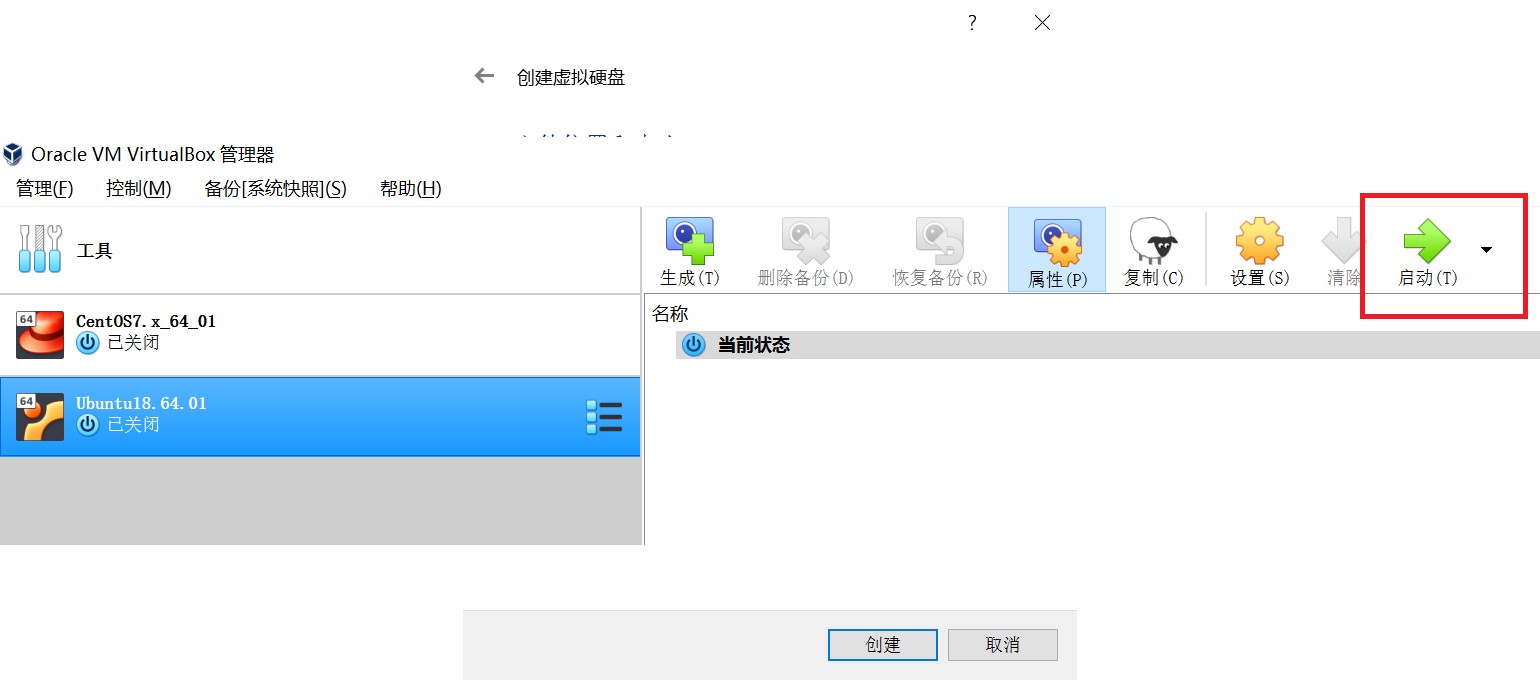 ?
创建虚拟硬盘
Oracle VM VirtualBox 管理器
管理(F) 控制(M) 备份[系统快照](S) 帮助(H)
工具
生成(T) 删除备份(D) 恢复备份(R) 属性(P) 复制(C) 设置(S) 清除 启动(T)
名称
当前状态
64
CentOS7.x_64_01
已关闭
64
Ubuntu18.64.01
已关闭
创建 取消